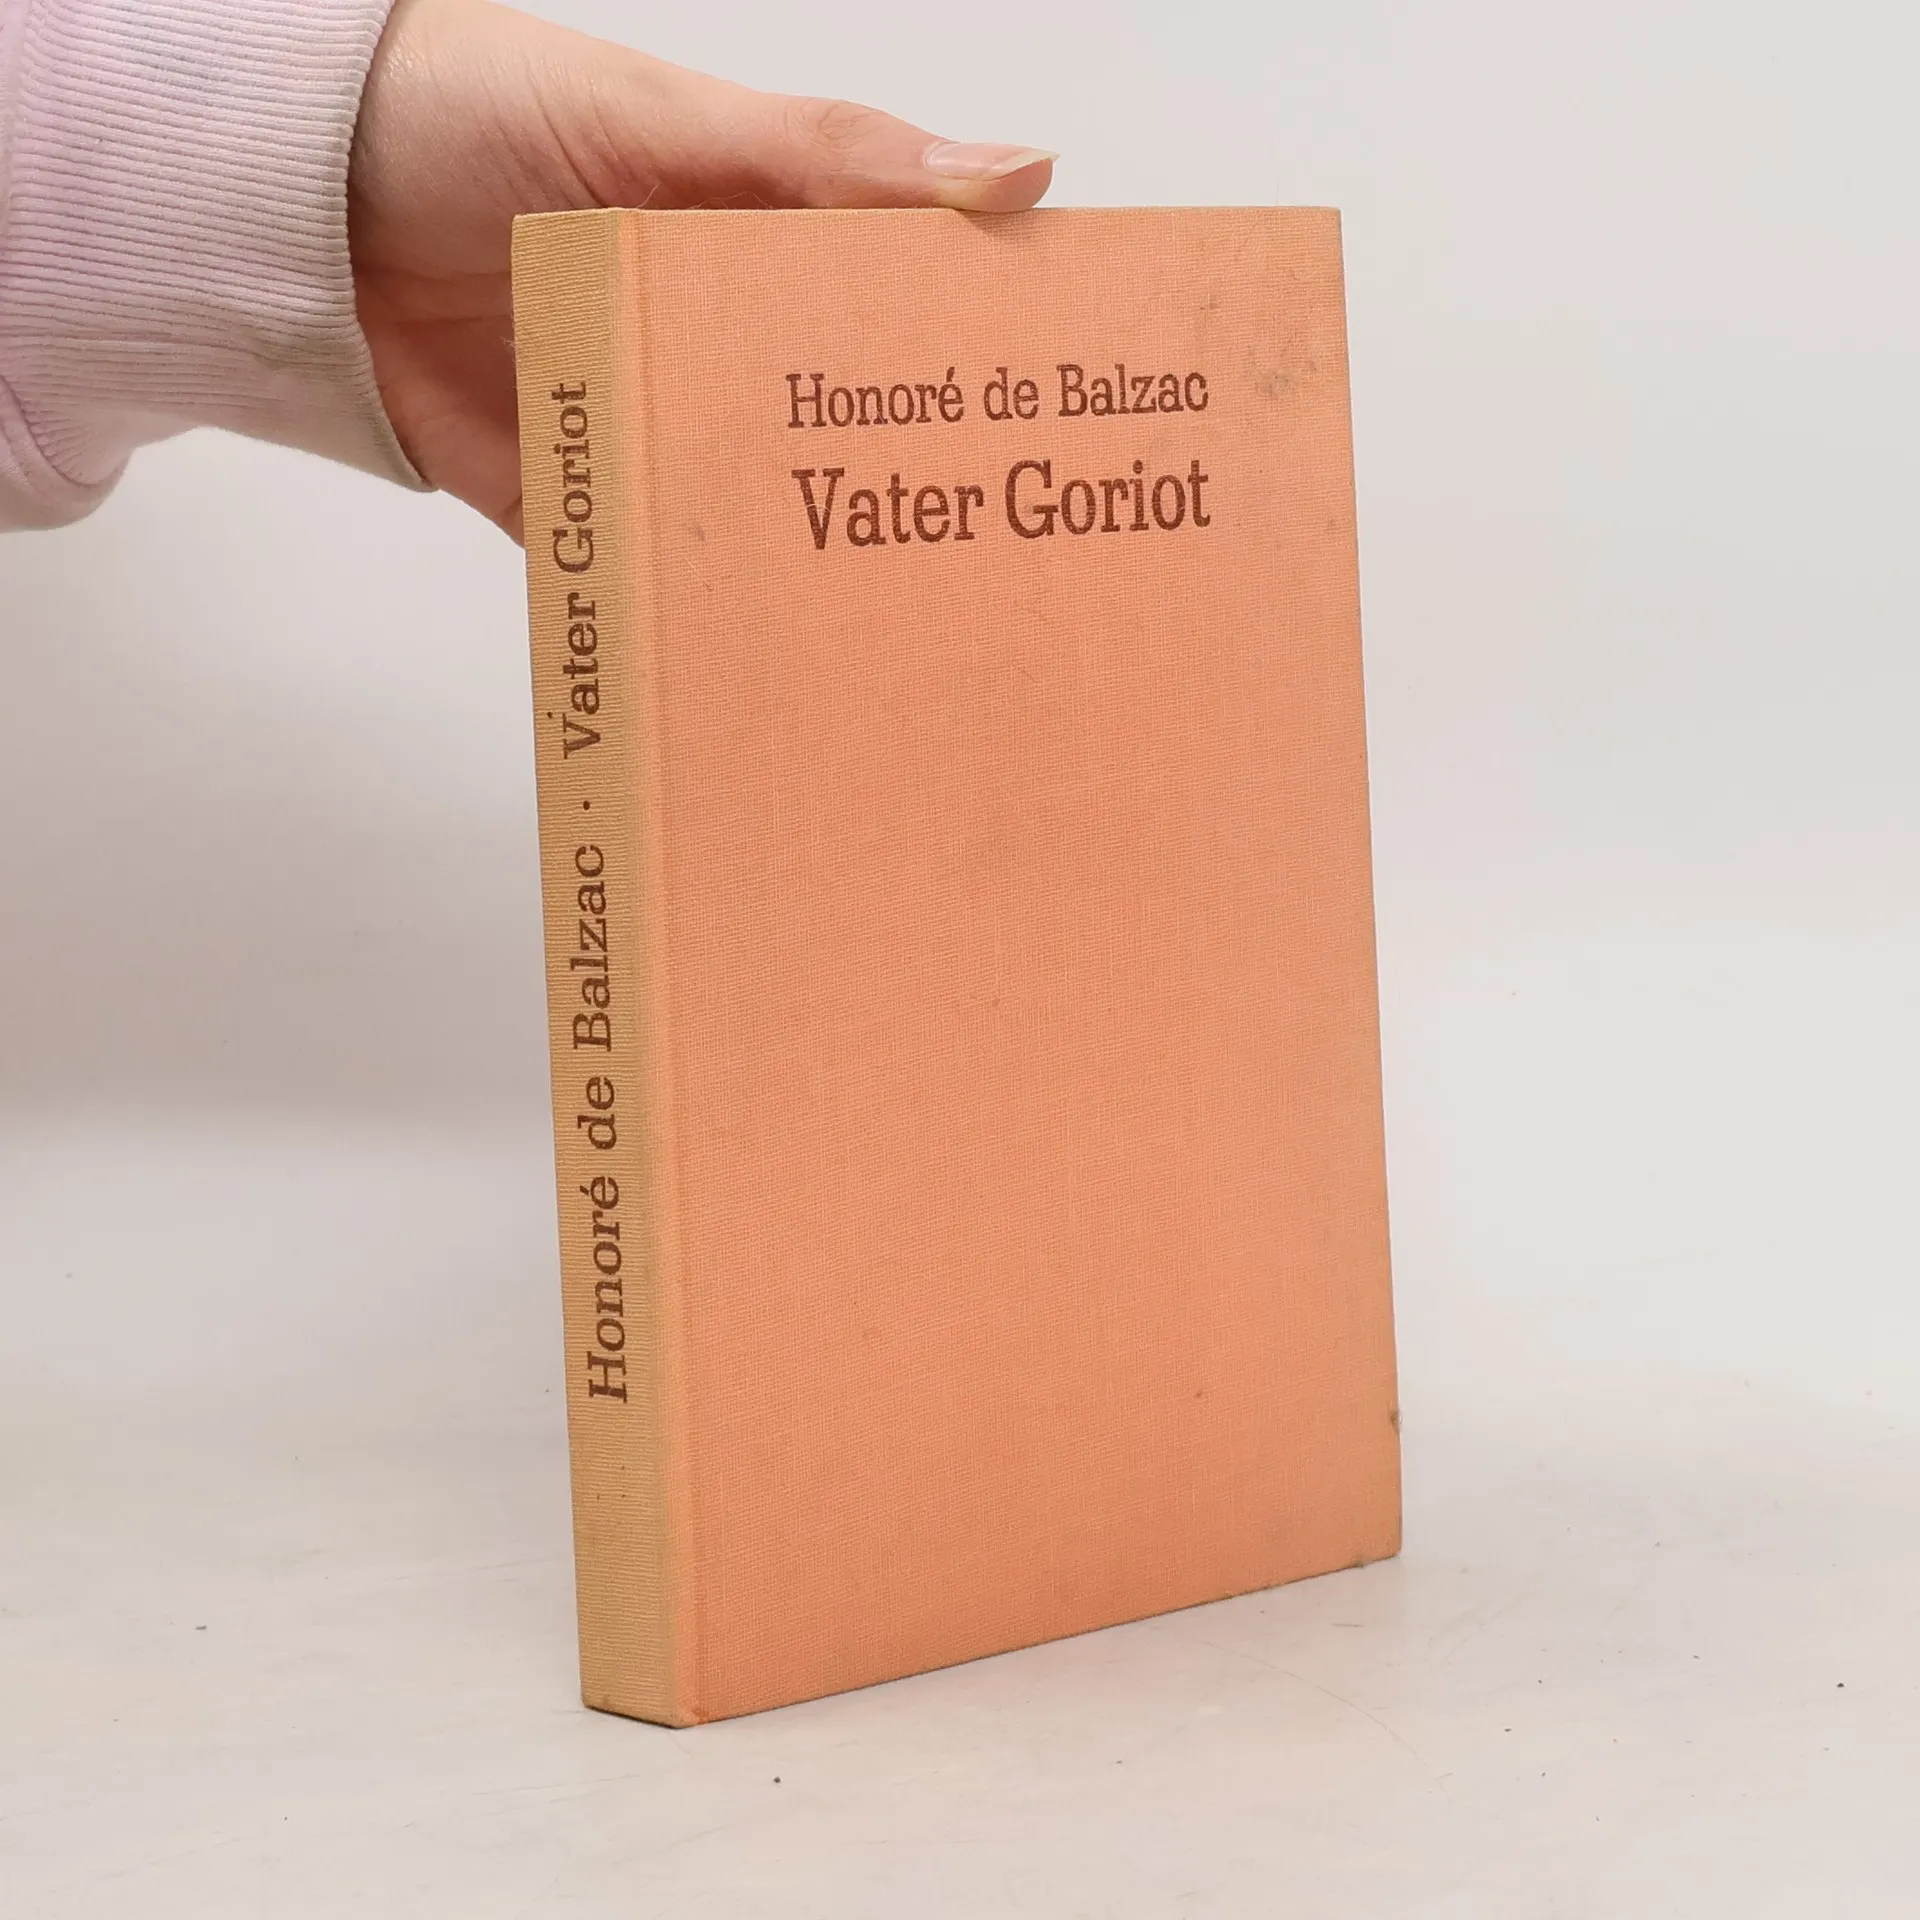 Honoré de Balzac
Vater Goriot
Honoré de Balzac · Vater Goriot